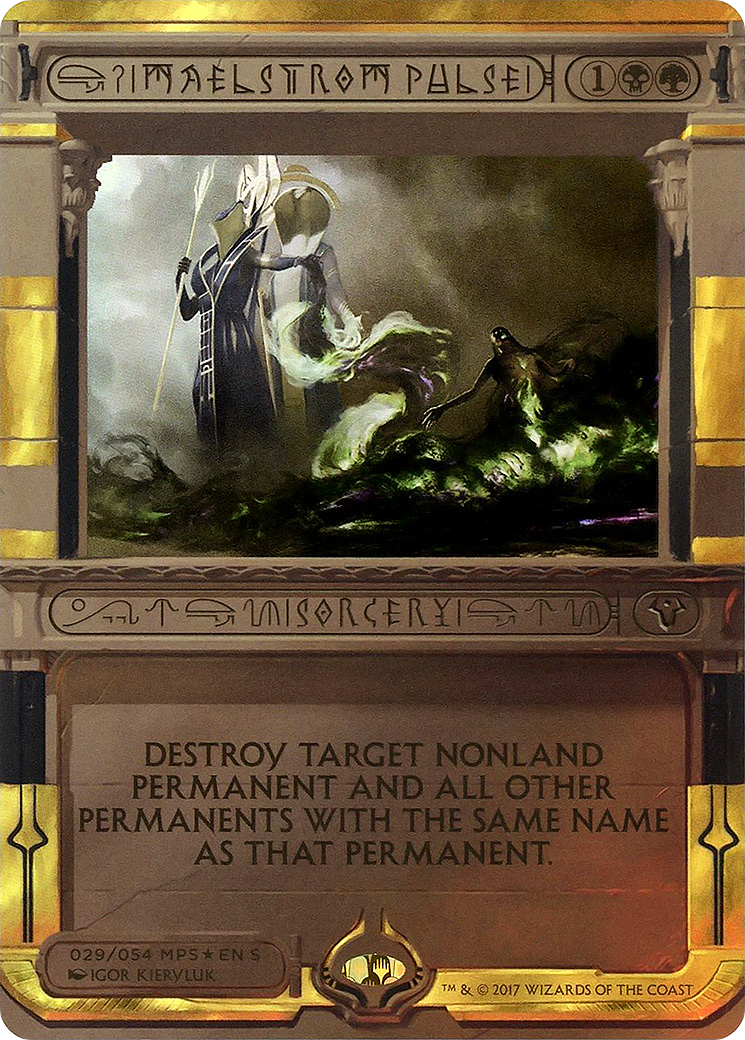 MAELSTROM PULSE 1
SORCERY
DESTROY TARGET NONLAND
PERMANENT AND ALL OTHER
PERMANENTS WITH THE SAME NAME
AS THAT PERMANENT.
029/054 MPS★EN S
IGOR KIERYLUK
™ & © 2017 WIZARDS OF THE COAST